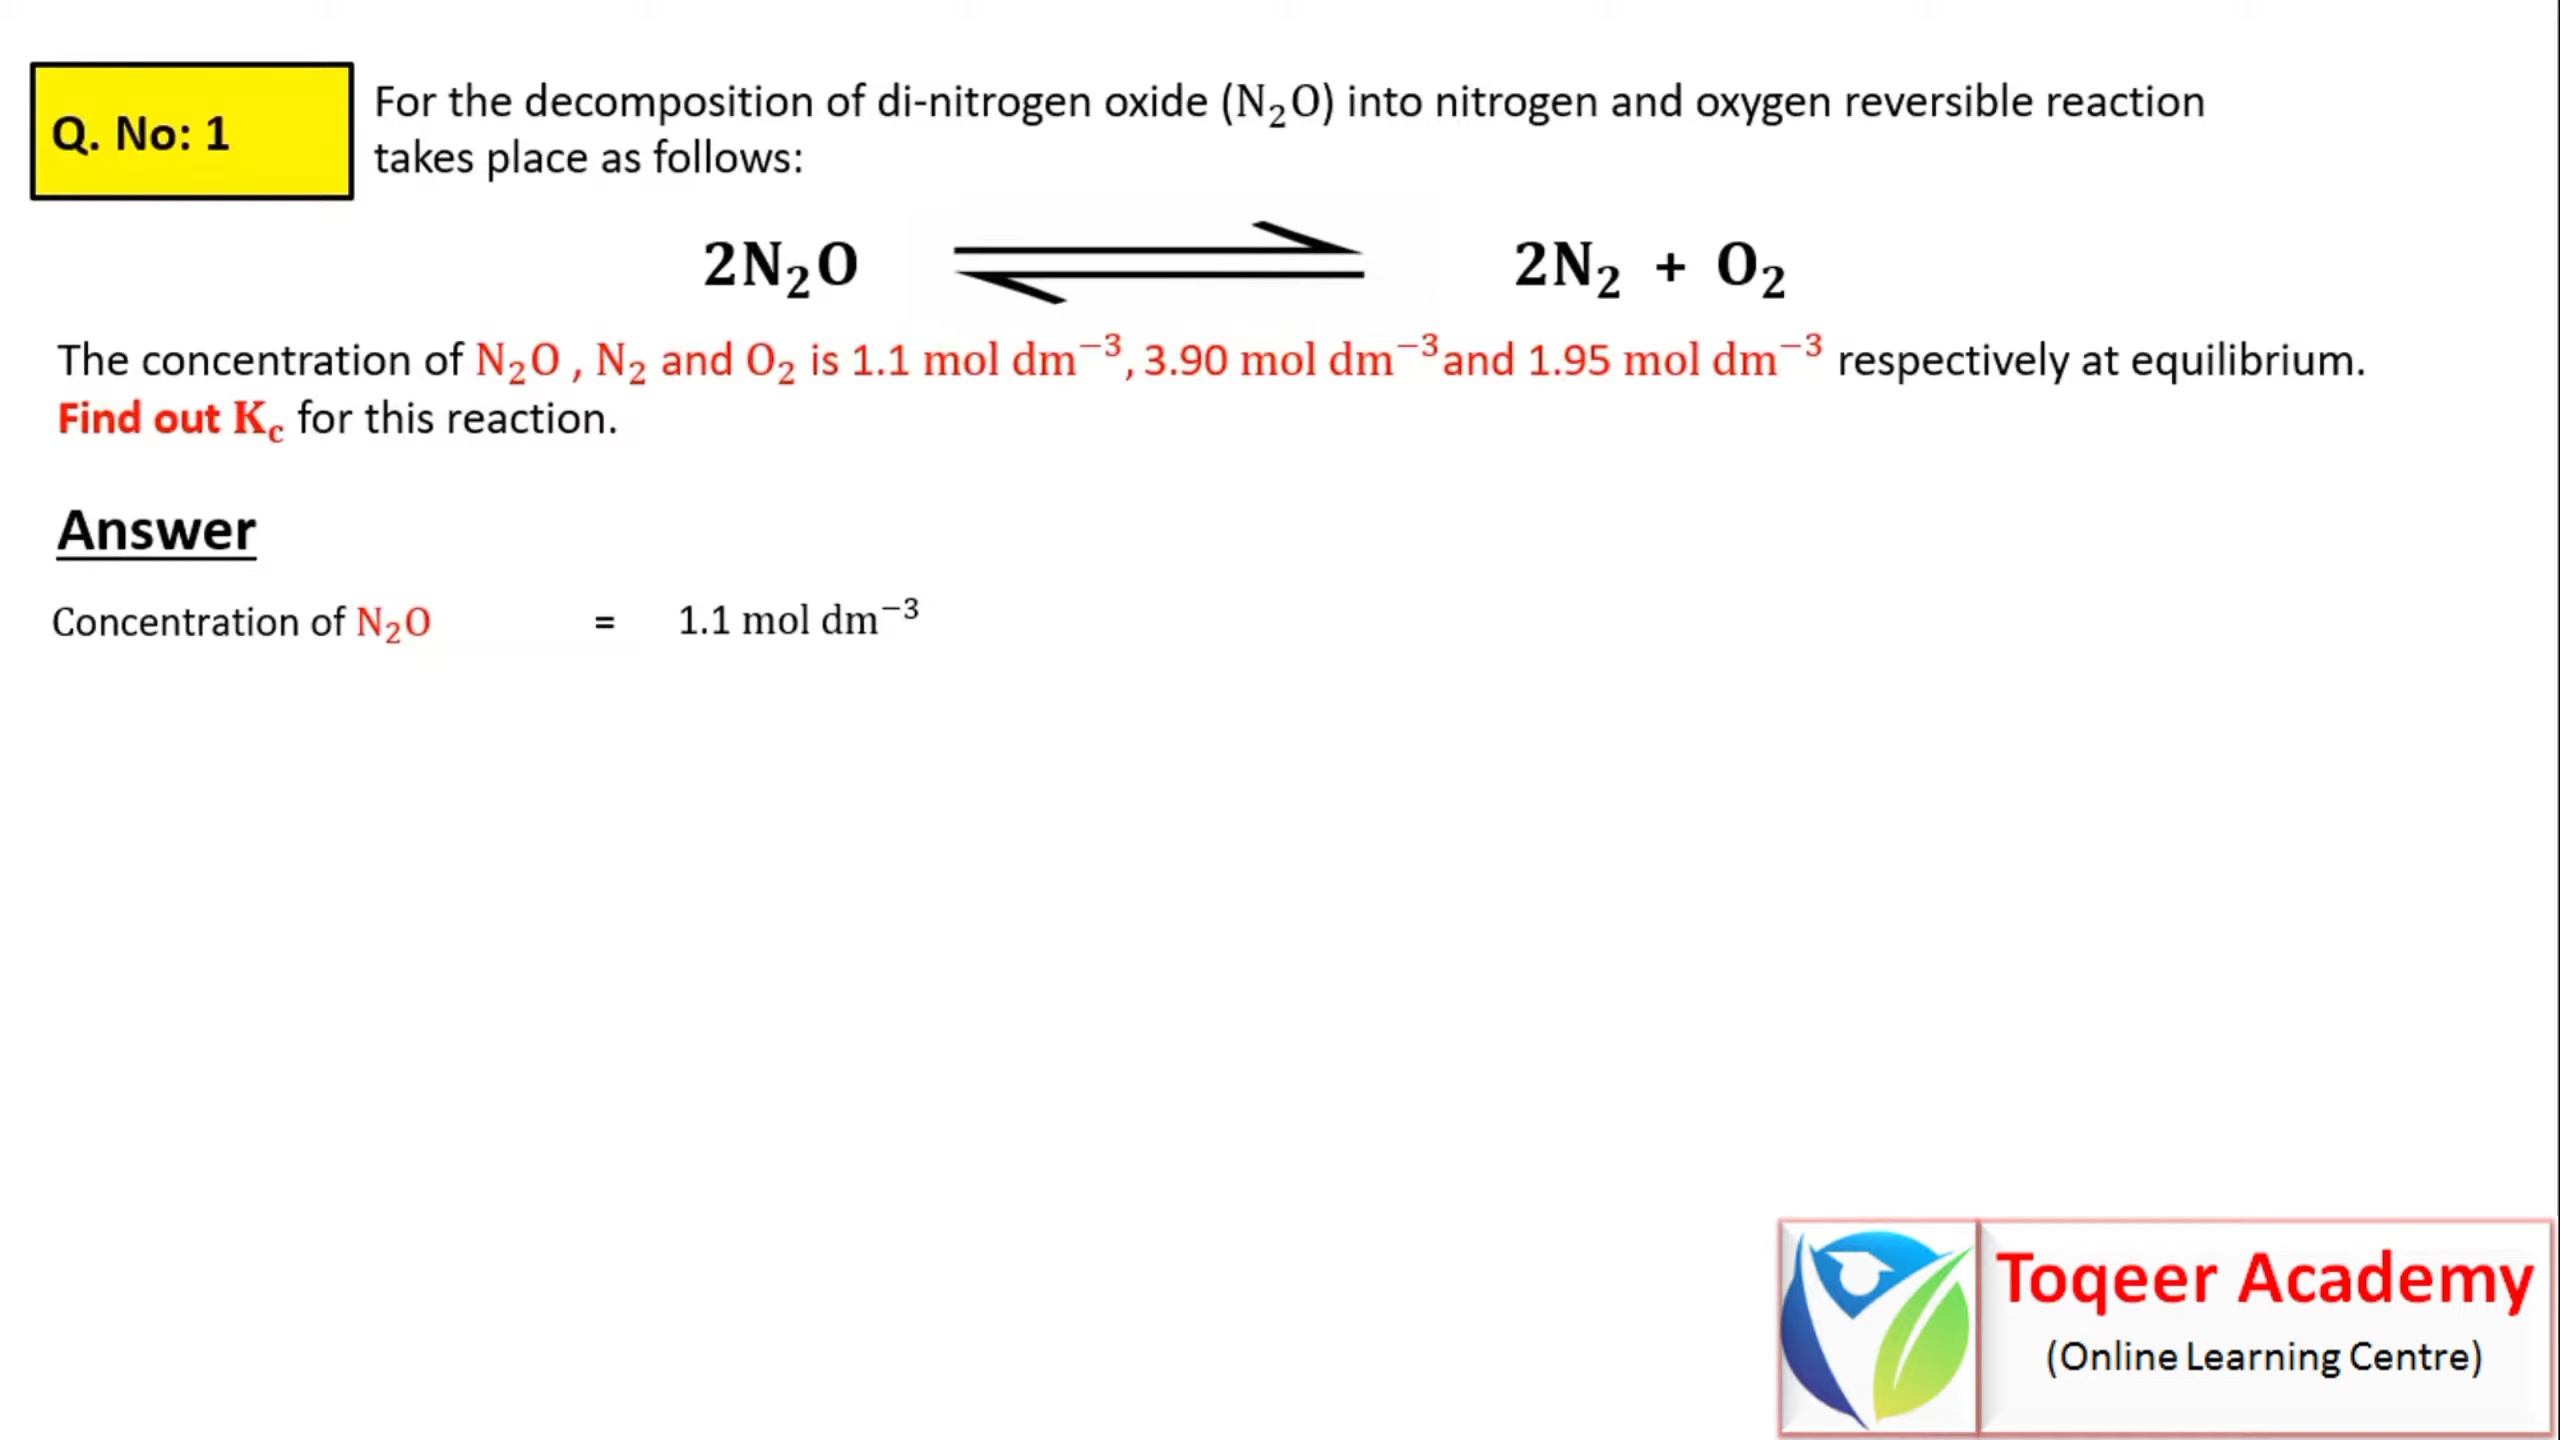 Q. No: 1
For the decomposition of di-nitrogen oxide (N₂O) into nitrogen and oxygen reversible reaction
takes place as follows:
2N₂O ⇌ 2N₂ + O₂
The concentration of N₂O , N₂ and O₂ is 1.1 mol dm⁻³, 3.90 mol dm⁻³and 1.95 mol dm⁻³ respectively at equilibrium.
Find out K_c for this reaction.
Answer
Concentration of N₂O = 1.1 mol dm⁻³
Toqeer Academy
(Online Learning Centre)